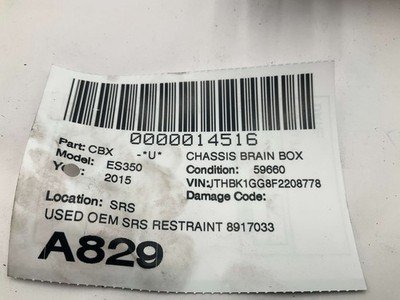 0000014516
Part: CBX -*U* CHASSIS BRAIN BOX
Model: ES350 Condition: 59660
2015 VIN:JTHBK1GG8F2208778
Damage Code:
Location: SRS
USED OEM SRS RESTRAINT 8917033
A829